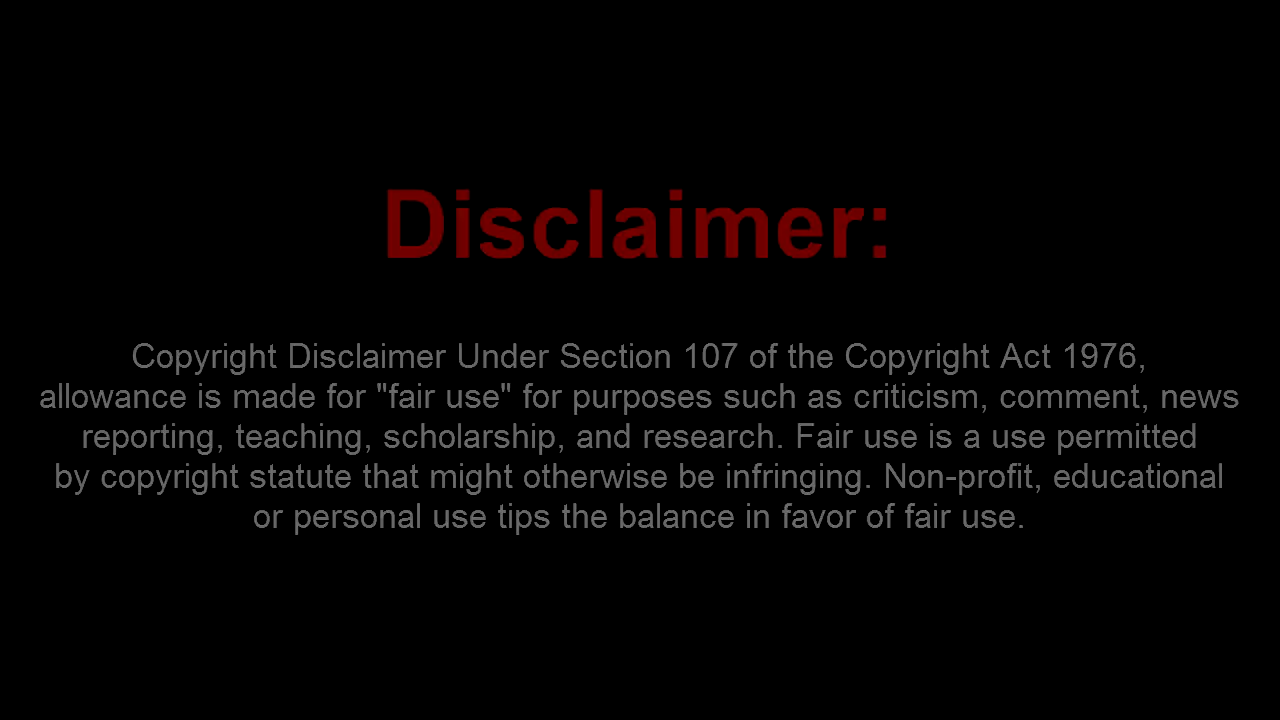 Disclaimer:
Copyright Disclaimer Under Section 107 of the Copyright Act 1976,
allowance is made for "fair use" for purposes such as criticism, comment, news
reporting, teaching, scholarship, and research. Fair use is a use permitted
by copyright statute that might otherwise be infringing. Non-profit, educational
or personal use tips the balance in favor of fair use.